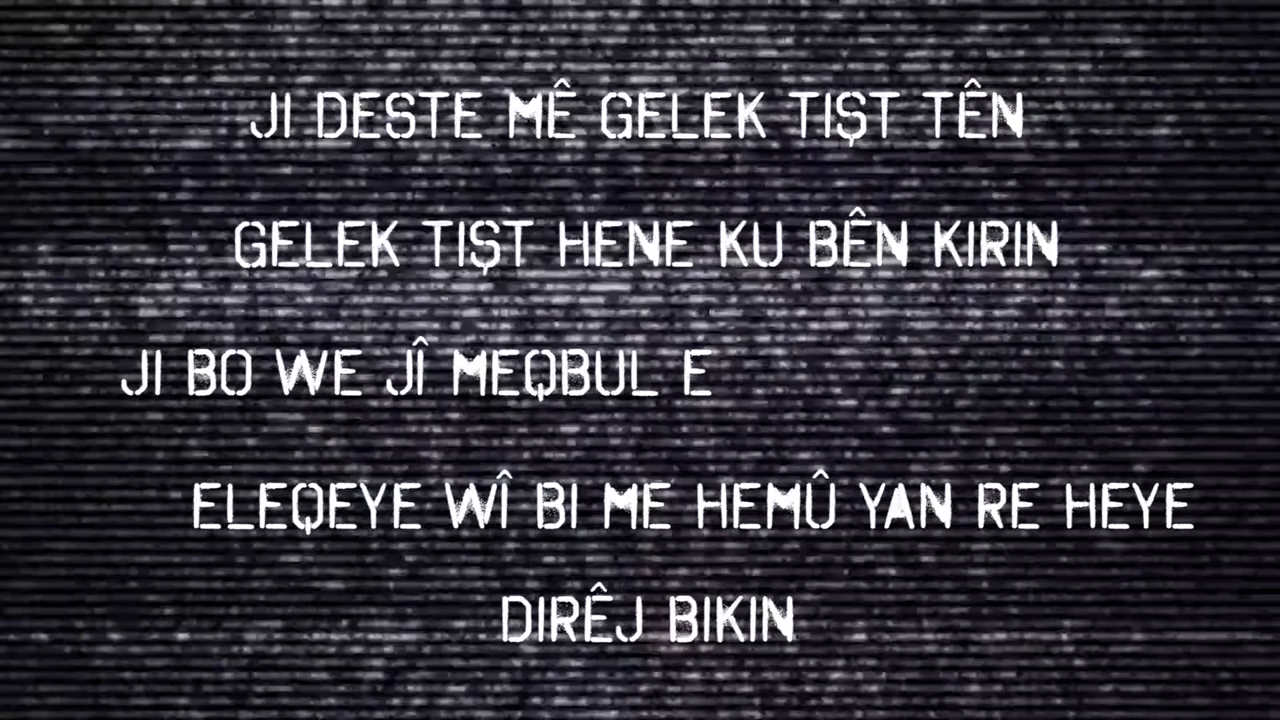 JI DESTE MÊ GELEK TIŞT TÊN
GELEK TIŞT HENE KU BÊN KIRIN
JI BO WE JÎ MEQBUL E
ELEQEYE WÎ BI ME HEMÛ YAN RE HEYE
DIRÊJ BIKIN